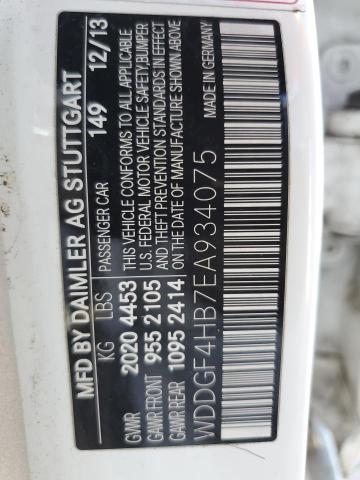 MFD BY DAIMLER AG STUTTGART
149 12/13
KG LBS PASSENGER CAR
GVWR 2020 4453
GAWR FRONT 955 2105
GAWR REAR 1095 2414
THIS VEHICLE CONFORMS TO ALL APPLICABLE
U.S. FEDERAL MOTOR VEHICLE SAFETY,BUMPER
AND THEFT PREVENTION STANDARDS IN EFFECT
ON THE DATE OF MANUFACTURE SHOWN ABOVE
MADE IN GERMANY
WDDGF4HB7EA934075